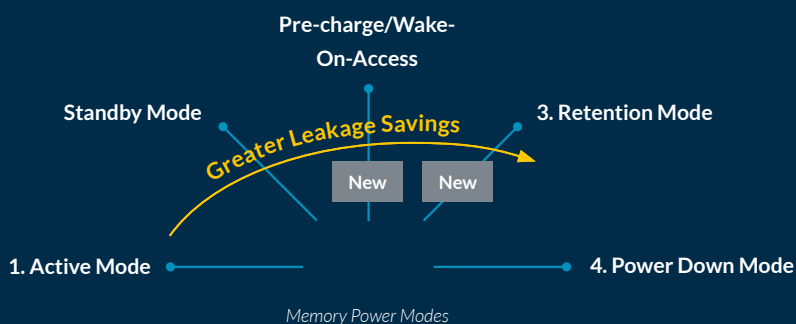 Pre-charge/Wake-
On-Access
Standby Mode
3. Retention Mode
Greater Leakage Savings
New
New
1. Active Mode
4. Power Down Mode
Memory Power Modes